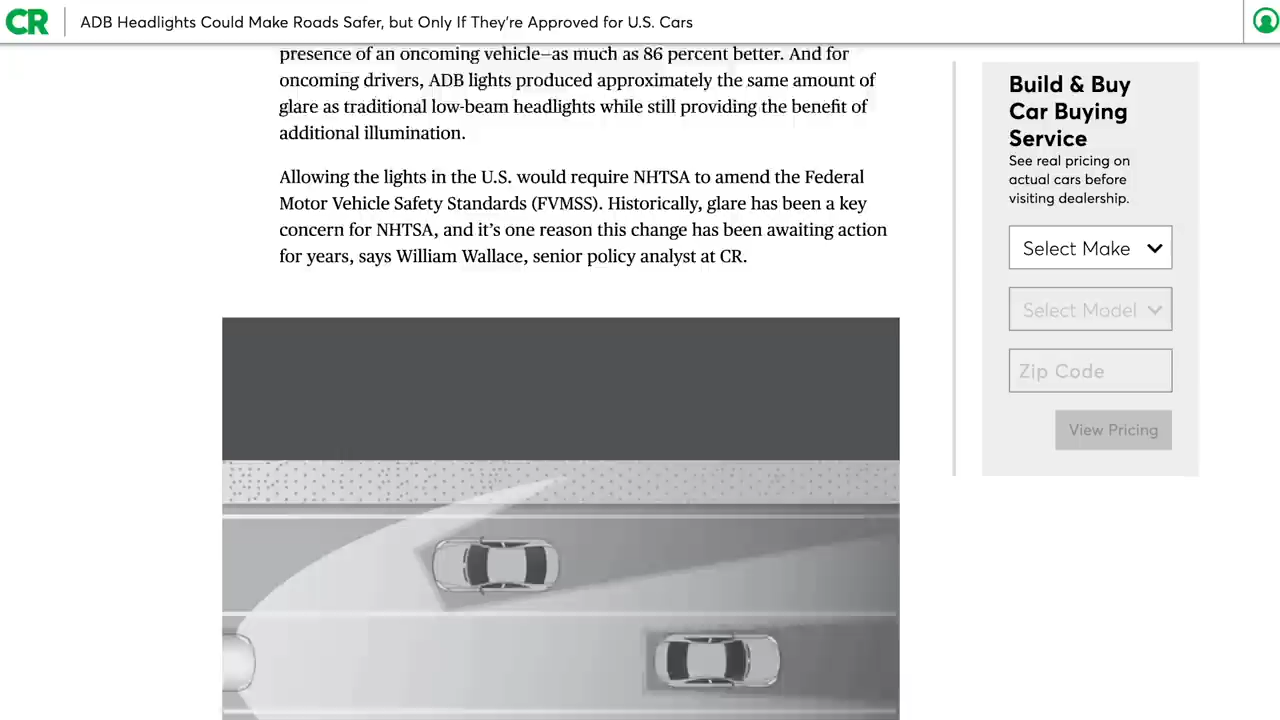 CR
ADB Headlights Could Make Roads Safer, but Only If They're Approved for U.S. Cars
presence of an oncoming vehicle—as much as 86 percent better. And for
oncoming drivers, ADB lights produced approximately the same amount of
glare as traditional low-beam headlights while still providing the benefit of
additional illumination.
Allowing the lights in the U.S. would require NHTSA to amend the Federal
Motor Vehicle Safety Standards (FVMSS). Historically, glare has been a key
concern for NHTSA, and it's one reason this change has been awaiting action
for years, says William Wallace, senior policy analyst at CR.
Build & Buy
Car Buying
Service
See real pricing on
actual cars before
visiting dealership.
Select Make
Select Model
Zip Code
View Pricing